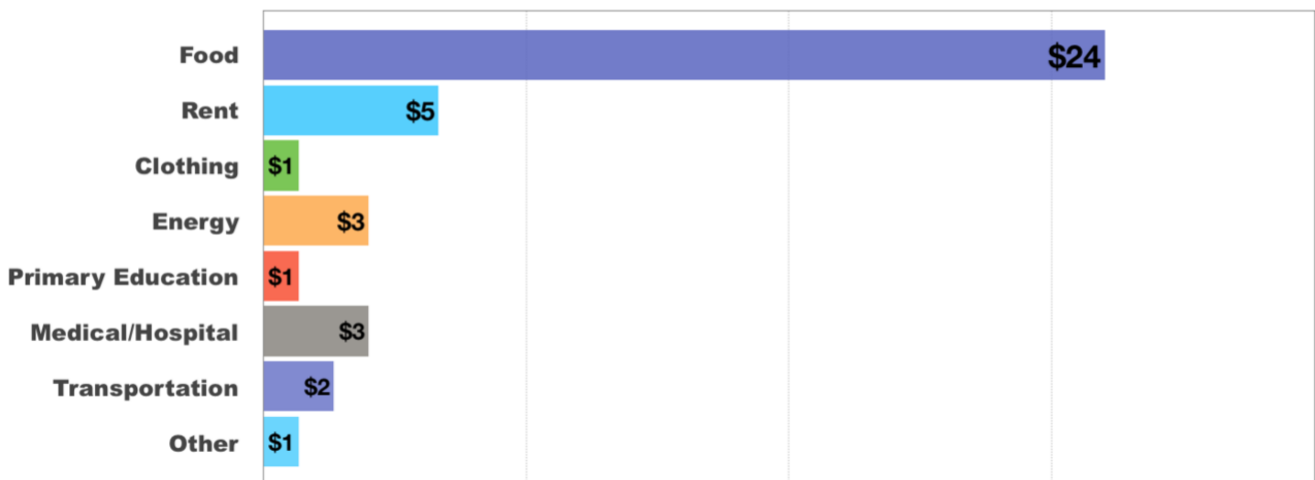 Food $24
Rent $5
Clothing $1
Energy $3
Primary Education $1
Medical/Hospital $3
Transportation $2
Other $1